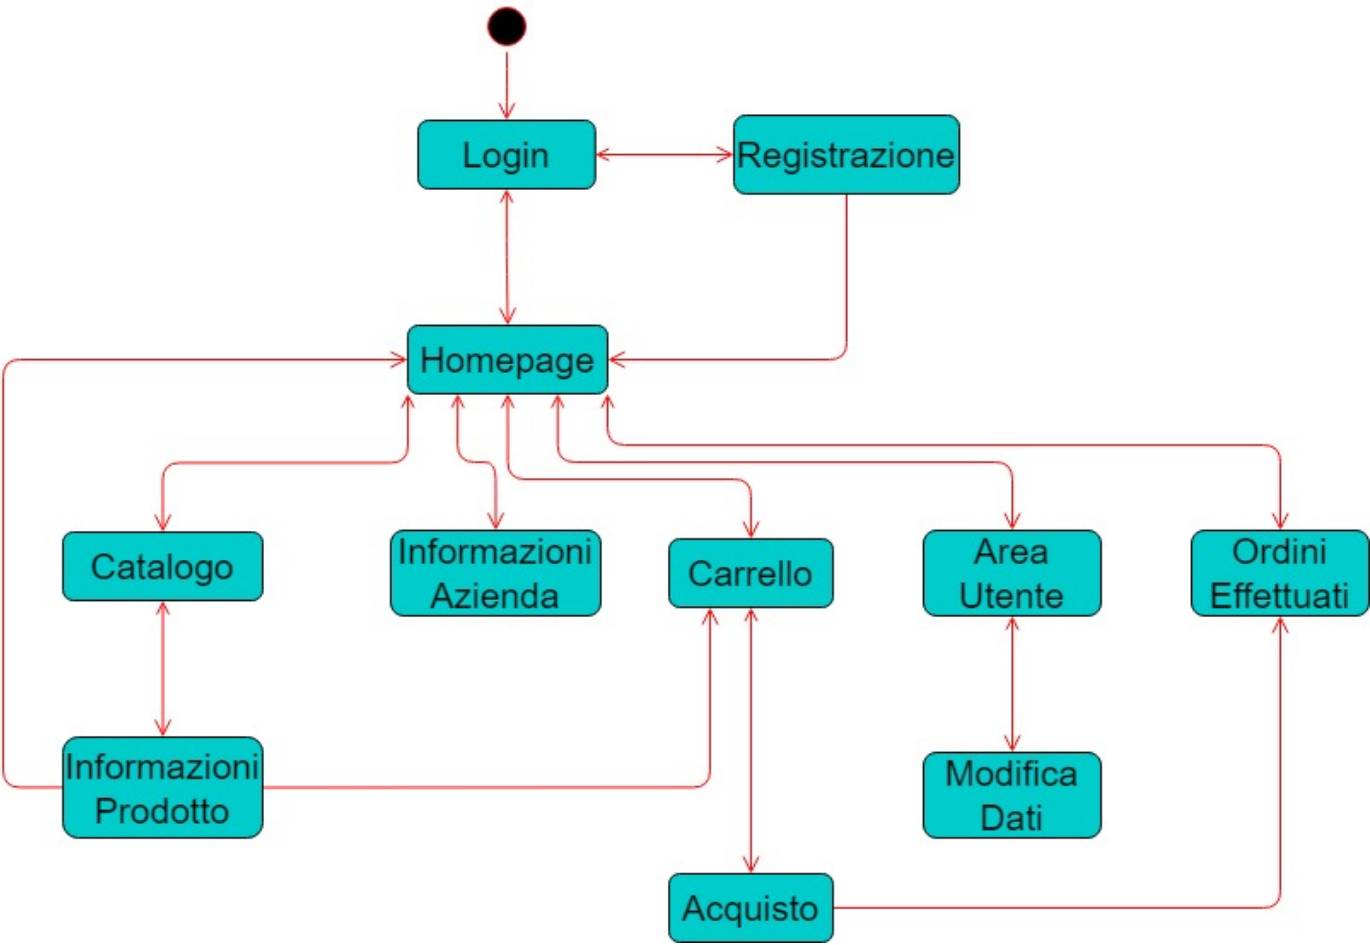 Login
Registrazione
Homepage
Catalogo
Informazioni
Azienda
Carrello
Area
Utente
Ordini
Effettuati
Informazioni
Prodotto
Modifica
Dati
Acquisto